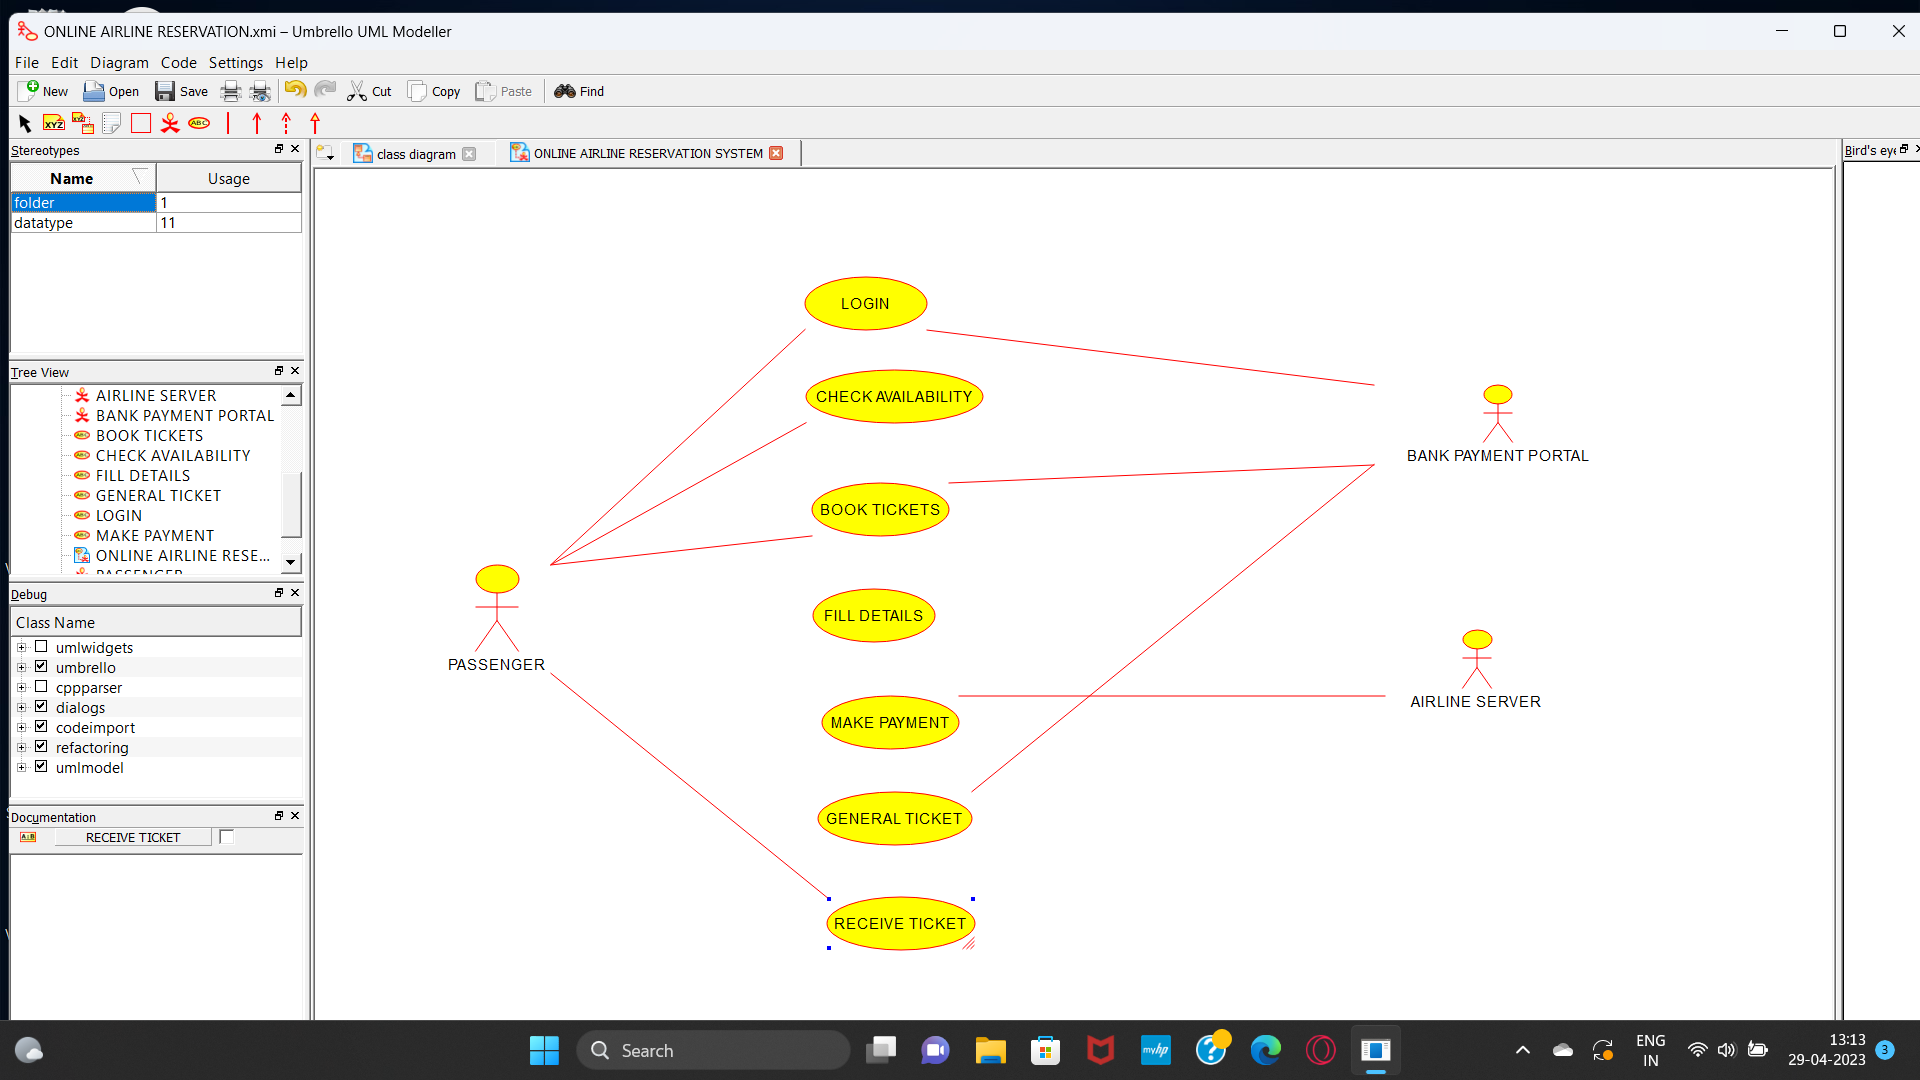 ONLINE AIRLINE RESERVATION.xmi – Umbrello UML Modeller
File Edit Diagram Code Settings Help
New Open Save Cut Copy Paste Find
XYZ XYZ ABC
Stereotypes
Name Usage
folder 1
datatype 11
Tree View
AIRLINE SERVER
BANK PAYMENT PORTAL
BOOK TICKETS
CHECK AVAILABILITY
FILL DETAILS
GENERAL TICKET
LOGIN
MAKE PAYMENT
ONLINE AIRLINE RESE...
PASSENGER
Debug
Class Name
umlwidgets
umbrello
cppparser
dialogs
codeimport
refactoring
umlmodel
Documentation
RECEIVE TICKET
class diagram ONLINE AIRLINE RESERVATION SYSTEM
Bird's eye
LOGIN
CHECK AVAILABILITY
BANK PAYMENT PORTAL
BOOK TICKETS
FILL DETAILS
PASSENGER
AIRLINE SERVER
MAKE PAYMENT
GENERAL TICKET
RECEIVE TICKET
Search
myhp
ENG
IN
13:13
29-04-2023
3